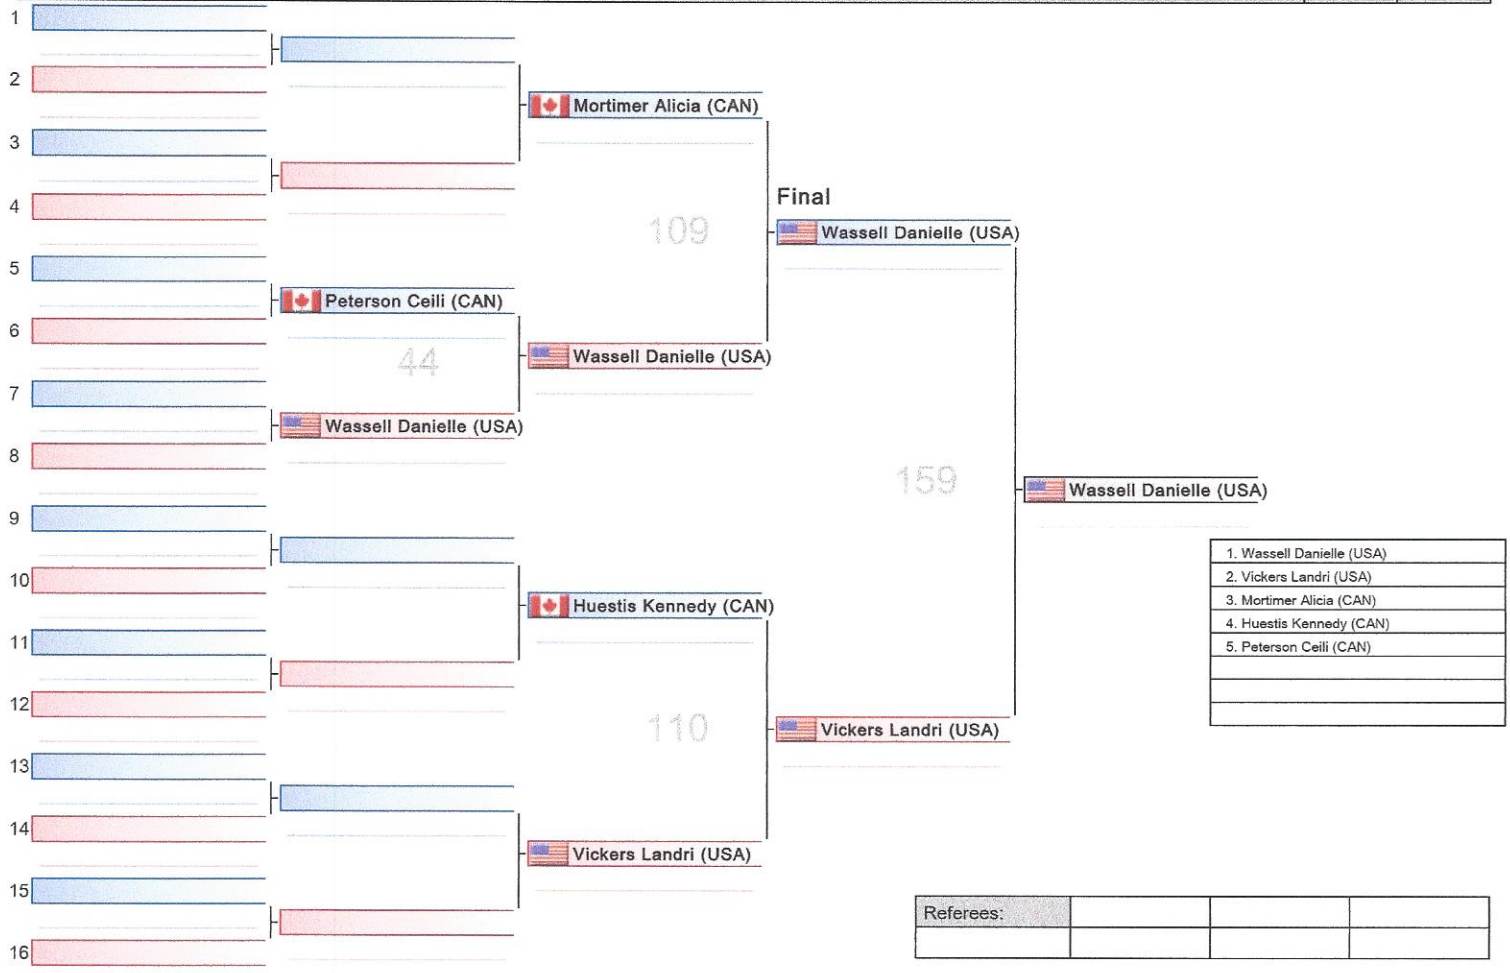 1
2
Mortimer Alicia (CAN)
3
Final
4
109
Wassell Danielle (USA)
5
Peterson Ceili (CAN)
6
44
Wassell Danielle (USA)
7
Wassell Danielle (USA)
8
159
Wassell Danielle (USA)
9
1. Wassell Danielle (USA)
10
2. Vickers Landri (USA)
Huestis Kennedy (CAN)
3. Mortimer Alicia (CAN)
4. Huestis Kennedy (CAN)
11
5. Peterson Ceili (CAN)
12
110
Vickers Landri (USA)
13
14
Vickers Landri (USA)
15
Referees:
16